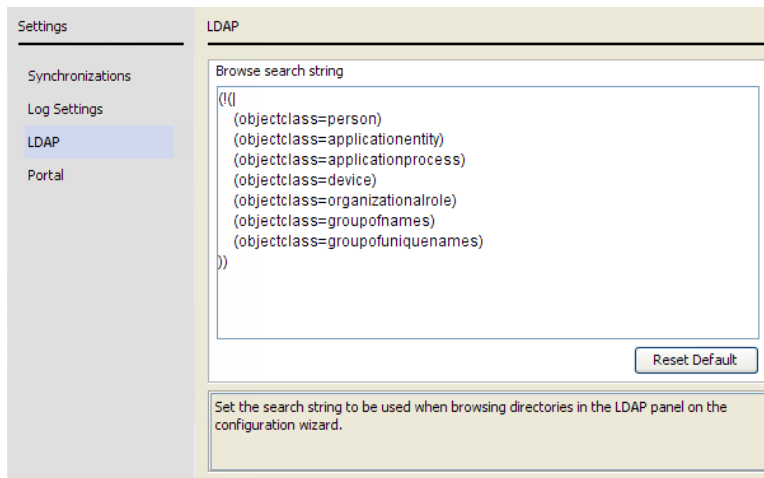 Settings
Synchronizations
Log Settings
LDAP
Portal
LDAP
Browse search string
(!(|
(objectclass=person)
(objectclass=applicationentity)
(objectclass=applicationprocess)
(objectclass=device)
(objectclass=organizationalrole)
(objectclass=groupofnames)
(objectclass=groupofuniquenames)
))
Reset Default
Set the search string to be used when browsing directories in the LDAP panel on the
configuration wizard.